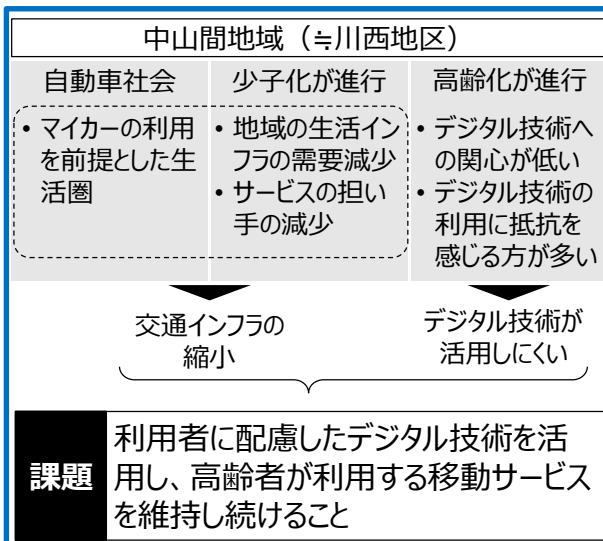 中山間地域（≒川西地区）
自動車社会
• マイカーの利用
を前提とした生
活圏
少子化が進行
• 地域の生活イン
フラの需要減少
• サービスの担い
手の減少
高齢化が進行
• デジタル技術へ
の関心が低い
• デジタル技術の
利用に抵抗を
感じる方が多い
交通インフラの
縮小
デジタル技術が
活用しにくい
課題
利用者に配慮したデジタル技術を活
用し、高齢者が利用する移動サービス
を維持し続けること